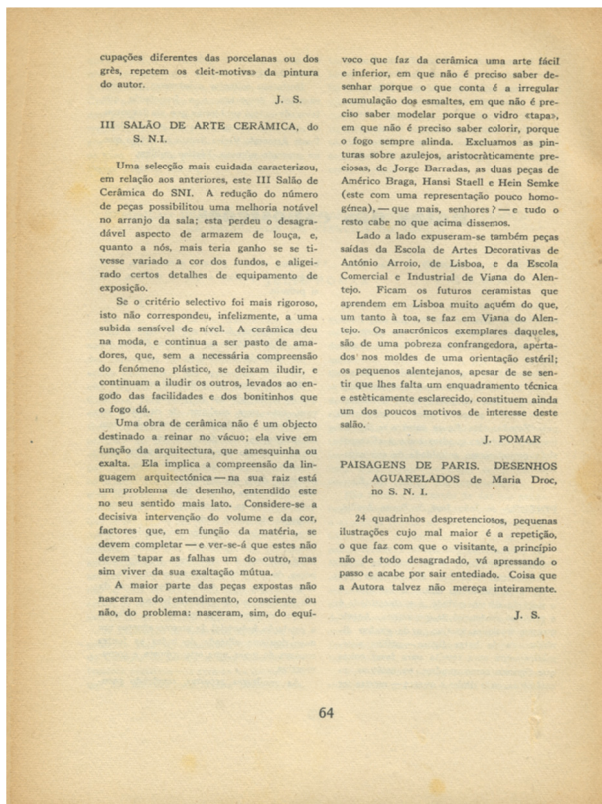 cupações diferentes das porcelanas ou dos
grês, repetem os «leit-motivs» da pintura
do autor.
J. S.
III SALÃO DE ARTE CERÂMICA, do
S. N.I.
Uma selecção mais cuidada caracterizou,
em relação aos anteriores, este III Salão de
Cerâmica do SNI. A redução do número
de peças possibilitou uma melhoria notável
no arranjo da sala; esta perdeu o desagra-
dável aspecto de armazem de louça, e,
quanto a nós, mais teria ganho se se ti-
vesse variado a cor dos fundos, e aligei-
rado certos detalhes de equipamento de
exposição.
Se o critério selectivo foi mais rigoroso,
isto não correspondeu, infelizmente, a uma
subida sensível de nível. A cerâmica deu
na moda, e continua a ser pasto de ama-
dores, que, sem a necessária compreensão
do fenómeno plástico, se deixam iludir, e
continuam a iludir os outros, levados ao en-
godo das facilidades e dos bonitinhos que
o fogo dá.
Uma obra de cerâmica não é um objecto
destinado a reinar no vácuo; ela vive em
função da arquitectura, que amesquinha ou
exalta. Ela implica a compreensão da lin-
guagem arquitectónica — na sua raiz está
um problema de desenho, entendido este
no seu sentido mais lato. Considere-se a
decisiva intervenção do volume e da cor,
factores que, em função da matéria, se
devem completar — e ver-se-á que estes não
devem tapar as falhas um do outro, mas
sim viver da sua exaltação mútua.
A maior parte das peças expostas não
nasceram do entendimento, consciente ou
não, do problema: nasceram, sim, do equí-
voco que faz da cerâmica uma arte fácil
e inferior, em que não é preciso saber de-
senhar porque o que conta é a irregular
acumulação dos esmaltes, em que não é pre-
ciso saber modelar porque o vidro «tapa»,
em que não é preciso saber colorir, porque
o fogo sempre alinda. Excluamos as pin-
turas sobre azulejos, aristocràticamente pre-
ciosas, de Jorge Barradas, as duas peças de
Américo Braga, Hansi Staell e Hein Semke
(este com uma representação pouco homo-
génea), — que mais, senhores? — e tudo o
resto cabe no que acima dissemos.
Lado a lado expuseram-se também peças
saídas da Escola de Artes Decorativas de
António Arroio, de Lisboa, e da Escola
Comercial e Industrial de Viana do Alen-
tejo. Ficam os futuros ceramistas que
aprendem em Lisboa muito aquém do que,
um tanto à toa, se faz em Viana do Alen-
tejo. Os anacrónicos exemplares daqueles,
são de uma pobreza confrangedora, aperta-
dos nos moldes de uma orientação estéril;
os pequenos alentejanos, apesar de se sen-
tir que lhes falta um enquadramento técnica
e estèticamente esclarecido, constituem ainda
um dos poucos motivos de interesse deste
salão.
J. POMAR
PAISAGENS DE PARIS. DESENHOS
AGUARELADOS de Maria Droc,
no S. N. I.
24 quadrinhos despretenciosos, pequenas
ilustrações cujo mal maior é a repetição,
o que faz com que o visitante, a princípio
não de todo desagradado, vá apressando o
passo e acabe por sair entediado. Coisa que
a Autora talvez não mereça inteiramente.
J. S.
64